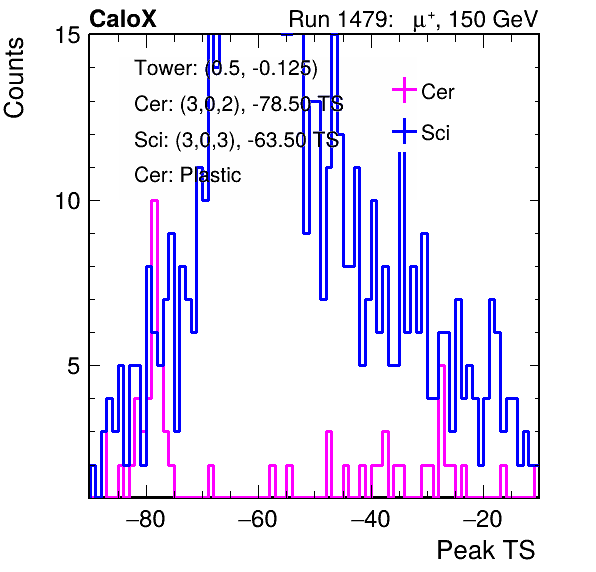 CaloX Run 1479: μ⁺, 150 GeV
Counts
15
Tower: (0.5, -0.125)
Cer: (3,0,2), -78.50 TS
Sci: (3,0,3), -63.50 TS
Cer: Plastic
Cer
Sci
10
5
−80 −60 −40 −20
Peak TS